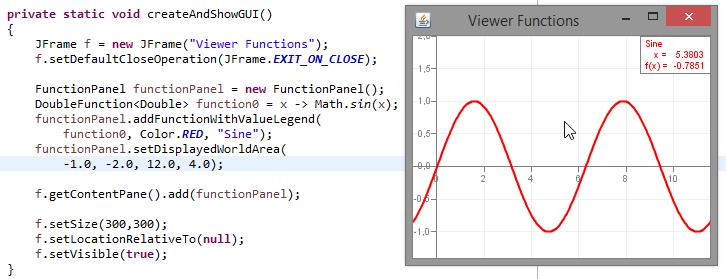 private static void createAndShowGUI()
{
    JFrame f = new JFrame("Viewer Functions");
    f.setDefaultCloseOperation(JFrame.EXIT_ON_CLOSE);

    FunctionPanel functionPanel = new FunctionPanel();
    DoubleFunction<Double> function0 = x -> Math.sin(x);
    functionPanel.addFunctionWithValueLegend(
        function0, Color.RED, "Sine");
    functionPanel.setDisplayedWorldArea(
        -1.0, -2.0, 12.0, 4.0);

    f.getContentPane().add(functionPanel);

    f.setSize(300,300);
    f.setLocationRelativeTo(null);
    f.setVisible(true);
}
Viewer Functions
2,0
Sine
x = 5.3803
f(x) = -0.7851
1,5
1,0
0,5
0,0
0 2 4 6 8 10
-0,5
-1,0